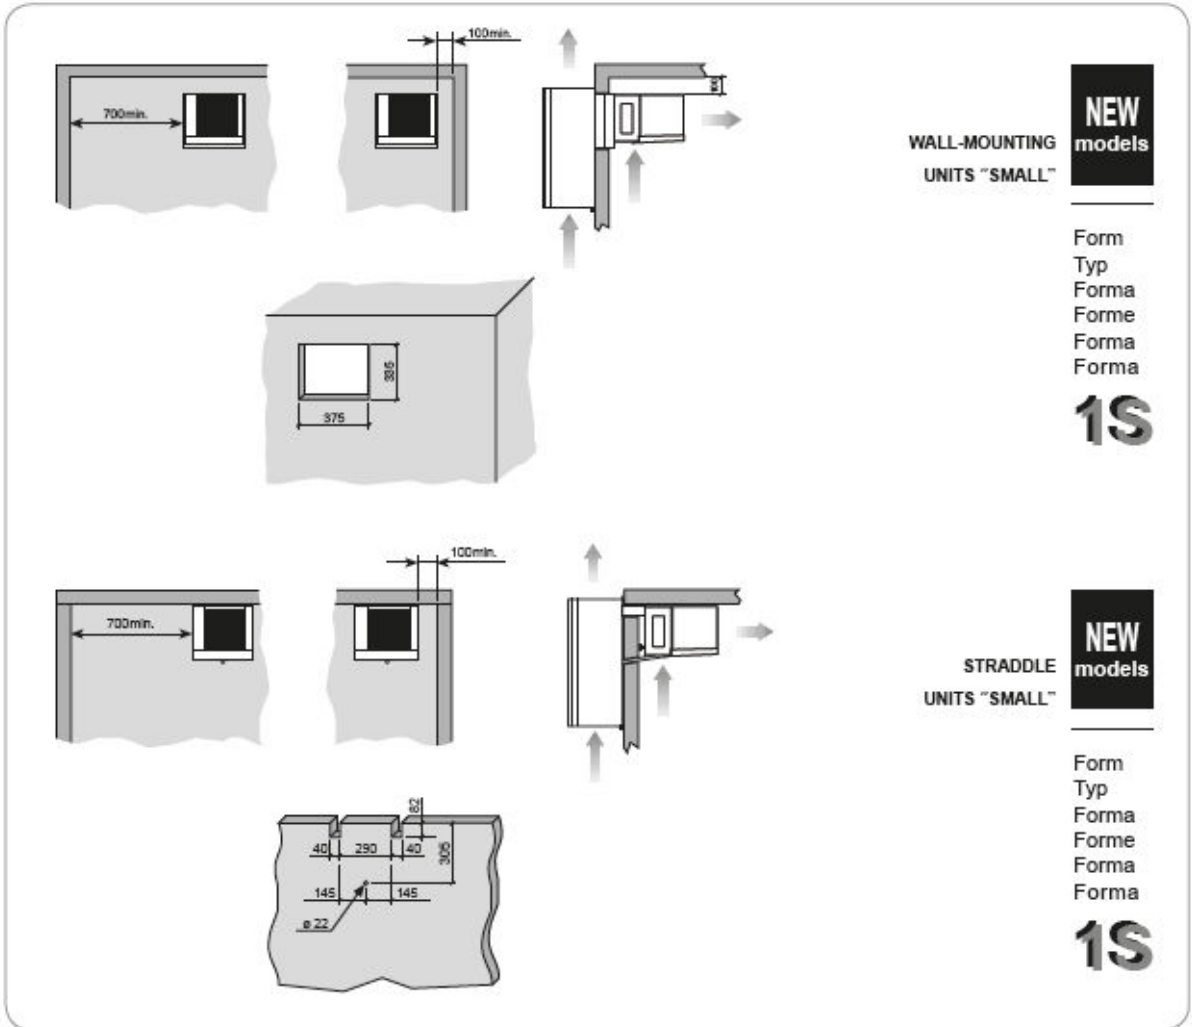 100min.
700min.
100
WALL-MOUNTING
UNITS "SMALL"
NEW
models
335
375
Form
Typ
Forma
Forme
Forma
Forma
1S
100min.
700min.
STRADDLE
UNITS "SMALL"
NEW
models
82
40 290 40
305
145 145
ø 22
Form
Typ
Forma
Forme
Forma
Forma
1S